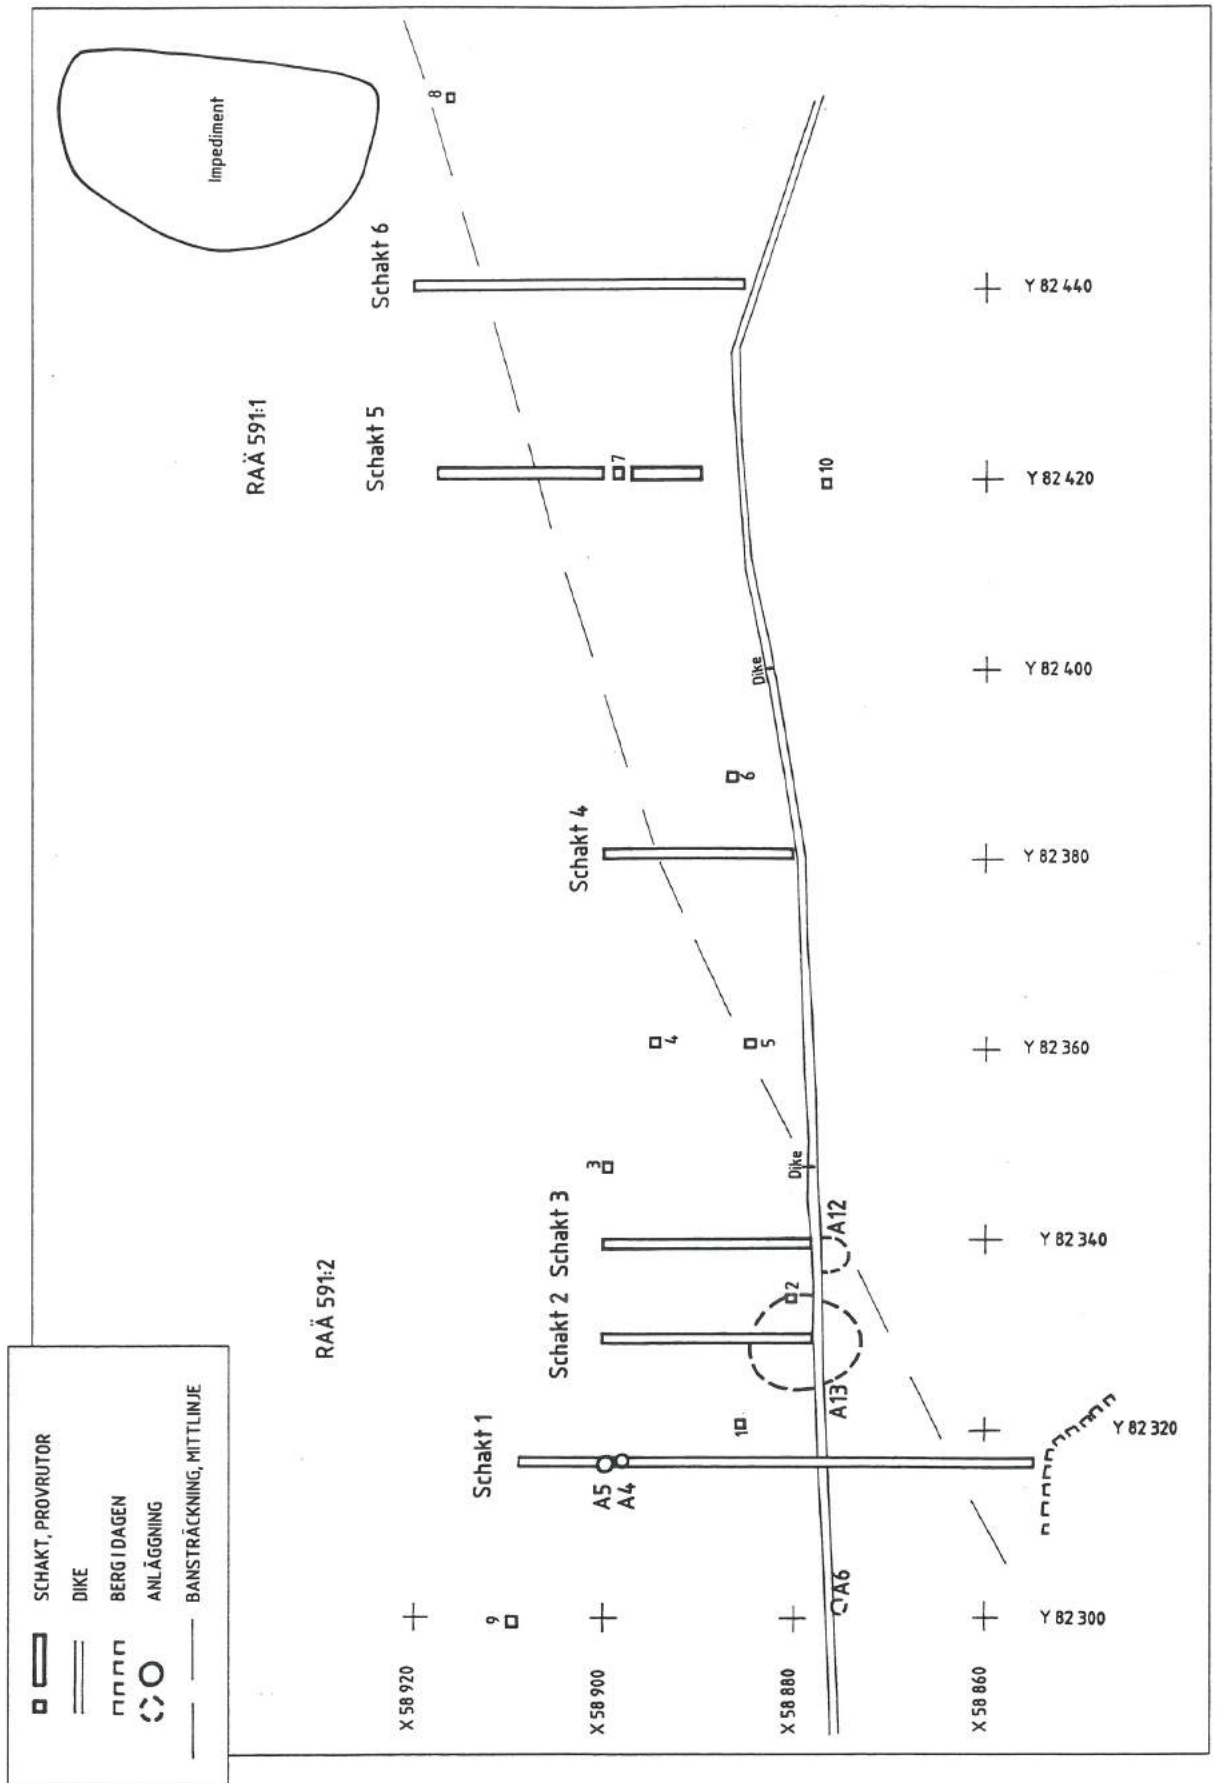 SCHAKT, PROVRUTOR
DIKE
BERG I DAGEN
ANLÄGGNING
BANSTRÄCKNING, MITTLINJE
RAÄ 591:2
RAÄ 591:1
Impediment
Schakt 1
Schakt 2
Schakt 3
Schakt 4
Schakt 5
Schakt 6
A5
A4
A6
A13
A12
1
2
3
4
5
6
7
8
9
10
Dike
Dike
X 58 920
X 58 900
X 58 880
X 58 860
Y 82 300
Y 82 320
Y 82 340
Y 82 360
Y 82 380
Y 82 400
Y 82 420
Y 82 440